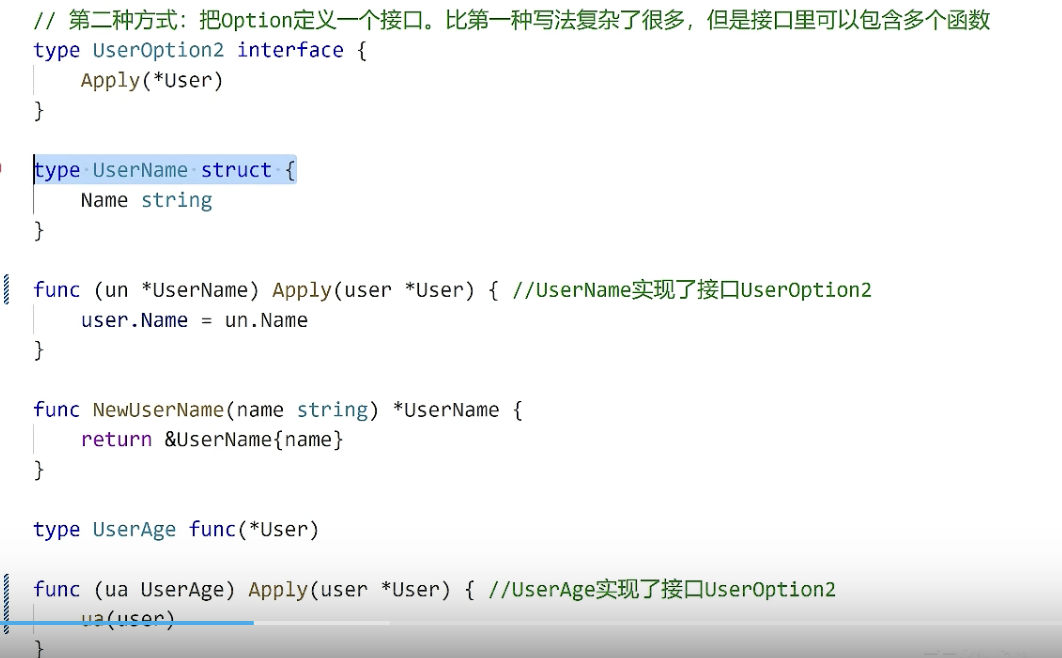 // 第二种方式：把Option定义一个接口。比第一种写法复杂了很多，但是接口里可以包含多个函数
type UserOption2 interface {
    Apply(*User)
}
type UserName struct {
    Name string
}
func (un *UserName) Apply(user *User) { //UserName实现了接口UserOption2
    user.Name = un.Name
}
func NewUserName(name string) *UserName {
    return &UserName{name}
}
type UserAge func(*User)
func (ua UserAge) Apply(user *User) { //UserAge实现了接口UserOption2
    ua(user)
}